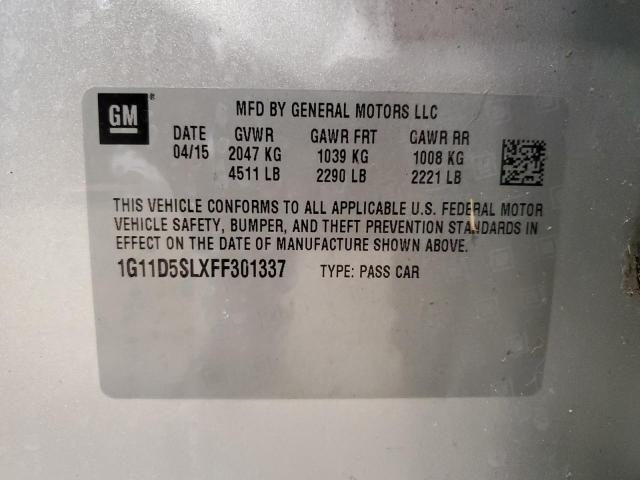 GM®
MFD BY GENERAL MOTORS LLC
DATE GVWR GAWR FRT GAWR RR
04/15 2047 KG 1039 KG 1008 KG
4511 LB 2290 LB 2221 LB
THIS VEHICLE CONFORMS TO ALL APPLICABLE U.S. FEDERAL MOTOR
VEHICLE SAFETY, BUMPER, AND THEFT PREVENTION STANDARDS IN
EFFECT ON THE DATE OF MANUFACTURE SHOWN ABOVE.
1G11D5SLXFF301337 TYPE: PASS CAR